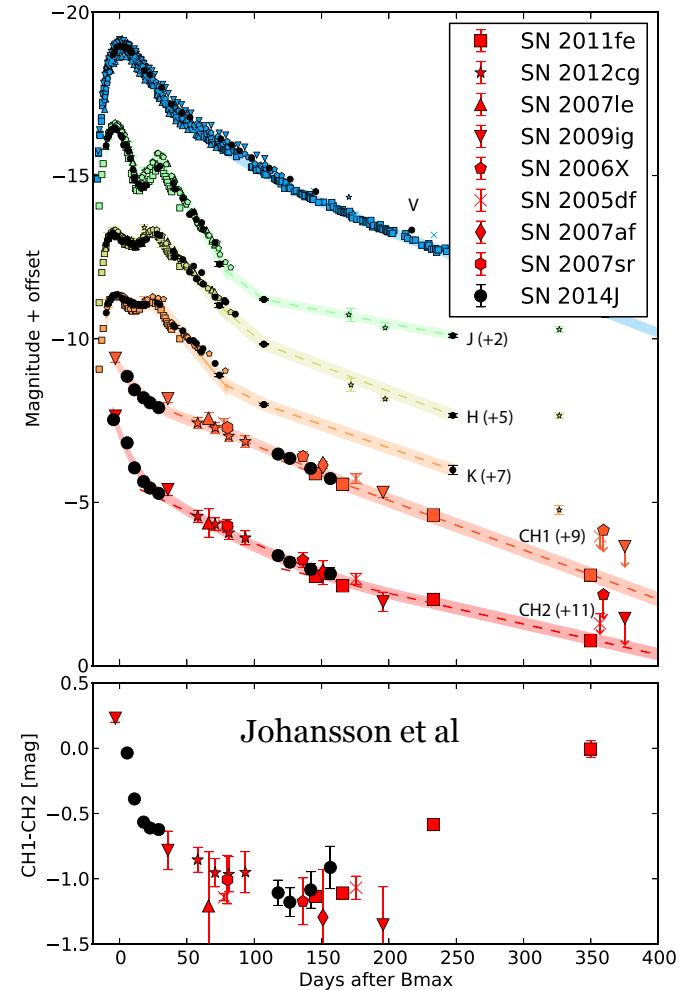 −20
−15
−10
−5
0
Magnitude + offset
SN 2011fe
SN 2012cg
SN 2007le
SN 2009ig
SN 2006X
SN 2005df
SN 2007af
SN 2007sr
SN 2014J
V
J (+2)
H (+5)
K (+7)
CH1 (+9)
CH2 (+11)
0.5
0.0
−0.5
−1.0
−1.5
CH1-CH2 [mag]
Johansson et al
0 50 100 150 200 250 300 350 400
Days after Bmax